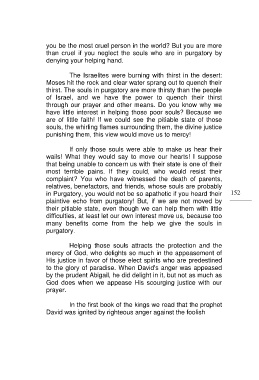 you be the most cruel person in the world? But you are more
than cruel if you neglect the souls who are in purgatory by
denying your helping hand.
The Israelites were burning with thirst in the desert;
Moses hit the rock and clear water sprang out to quench their
thirst. The souls in purgatory are more thirsty than the people
of Israel, and we have the power to quench their thirst
through our prayer and other means. Do you know why we
have little interest in helping those poor souls? Because we
are of little faith! If we could see the pitiable state of those
souls, the whirling flames surrounding them, the divine justice
punishing them, this view would move us to mercy!
If only those souls were able to make us hear their
wails! What they would say to move our hearts! I suppose
that being unable to concern us with their state is one of their
most terrible pains. If they could, who would resist their
complaint? You who have witnessed the death of parents,
relatives, benefactors, and friends, whose souls are probably
in Purgatory, you would not be so apathetic if you heard their
plaintive echo from purgatory! But, if we are not moved by
their pitiable state, even though we can help them with little
difficulties, at least let our own interest move us, because too
many benefits come from the help we give the souls in
purgatory.
152
Helping those souls attracts the protection and the
mercy of God, who delights so much in the appeasement of
His justice in favor of those elect spirits who are predestined
to the glory of paradise. When David's anger was appeased
by the prudent Abigail, he did delight in it, but not as much as
God does when we appease His scourging justice with our
prayer.
In the first book of the kings we read that the prophet
David was ignited by righteous anger against the foolish